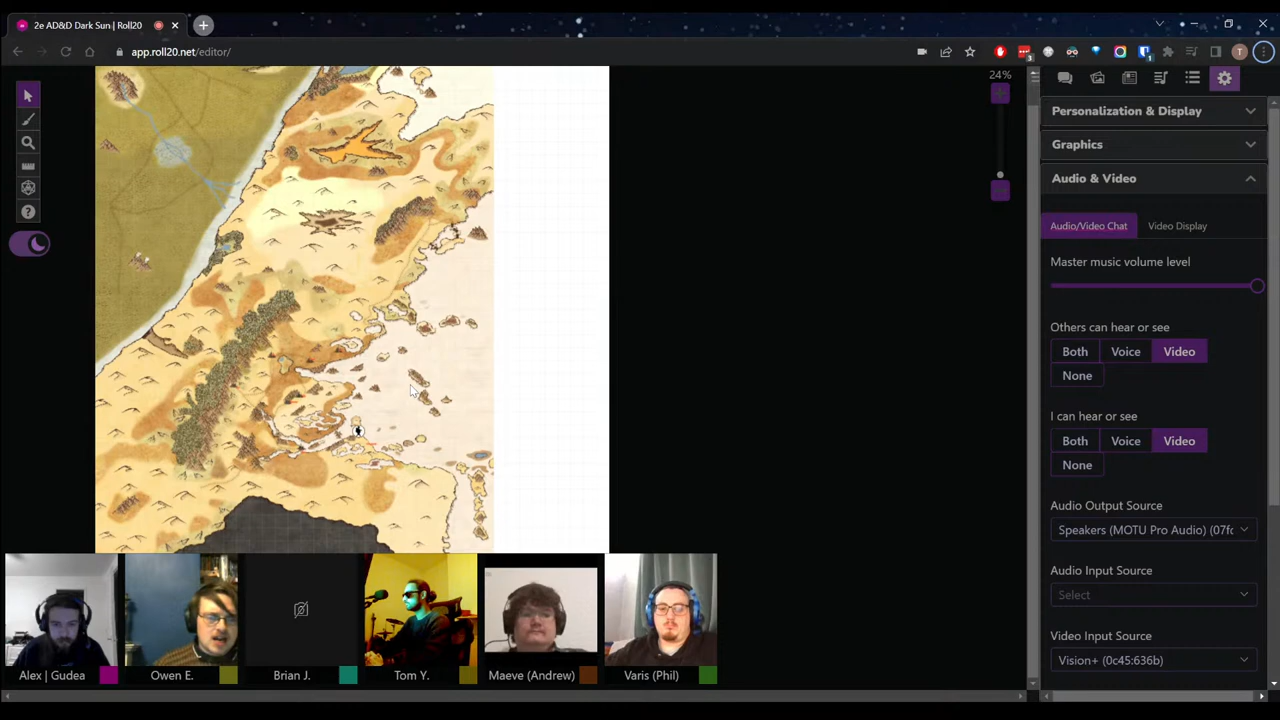 2e AD&D Dark Sun | Roll20
app.roll20.net/editor/
3
1
T
24%
Personalization & Display
Graphics
Audio & Video
Audio/Video Chat
Video Display
Master music volume level
Others can hear or see
Both
Voice
Video
None
I can hear or see
Both
Voice
Video
None
Audio Output Source
Speakers (MOTU Pro Audio) (07fc
Audio Input Source
Select
Video Input Source
Vision+ (0c45:636b)
Alex | Gudea
Owen E.
Brian J.
Tom Y.
Maeve (Andrew)
Varis (Phil)